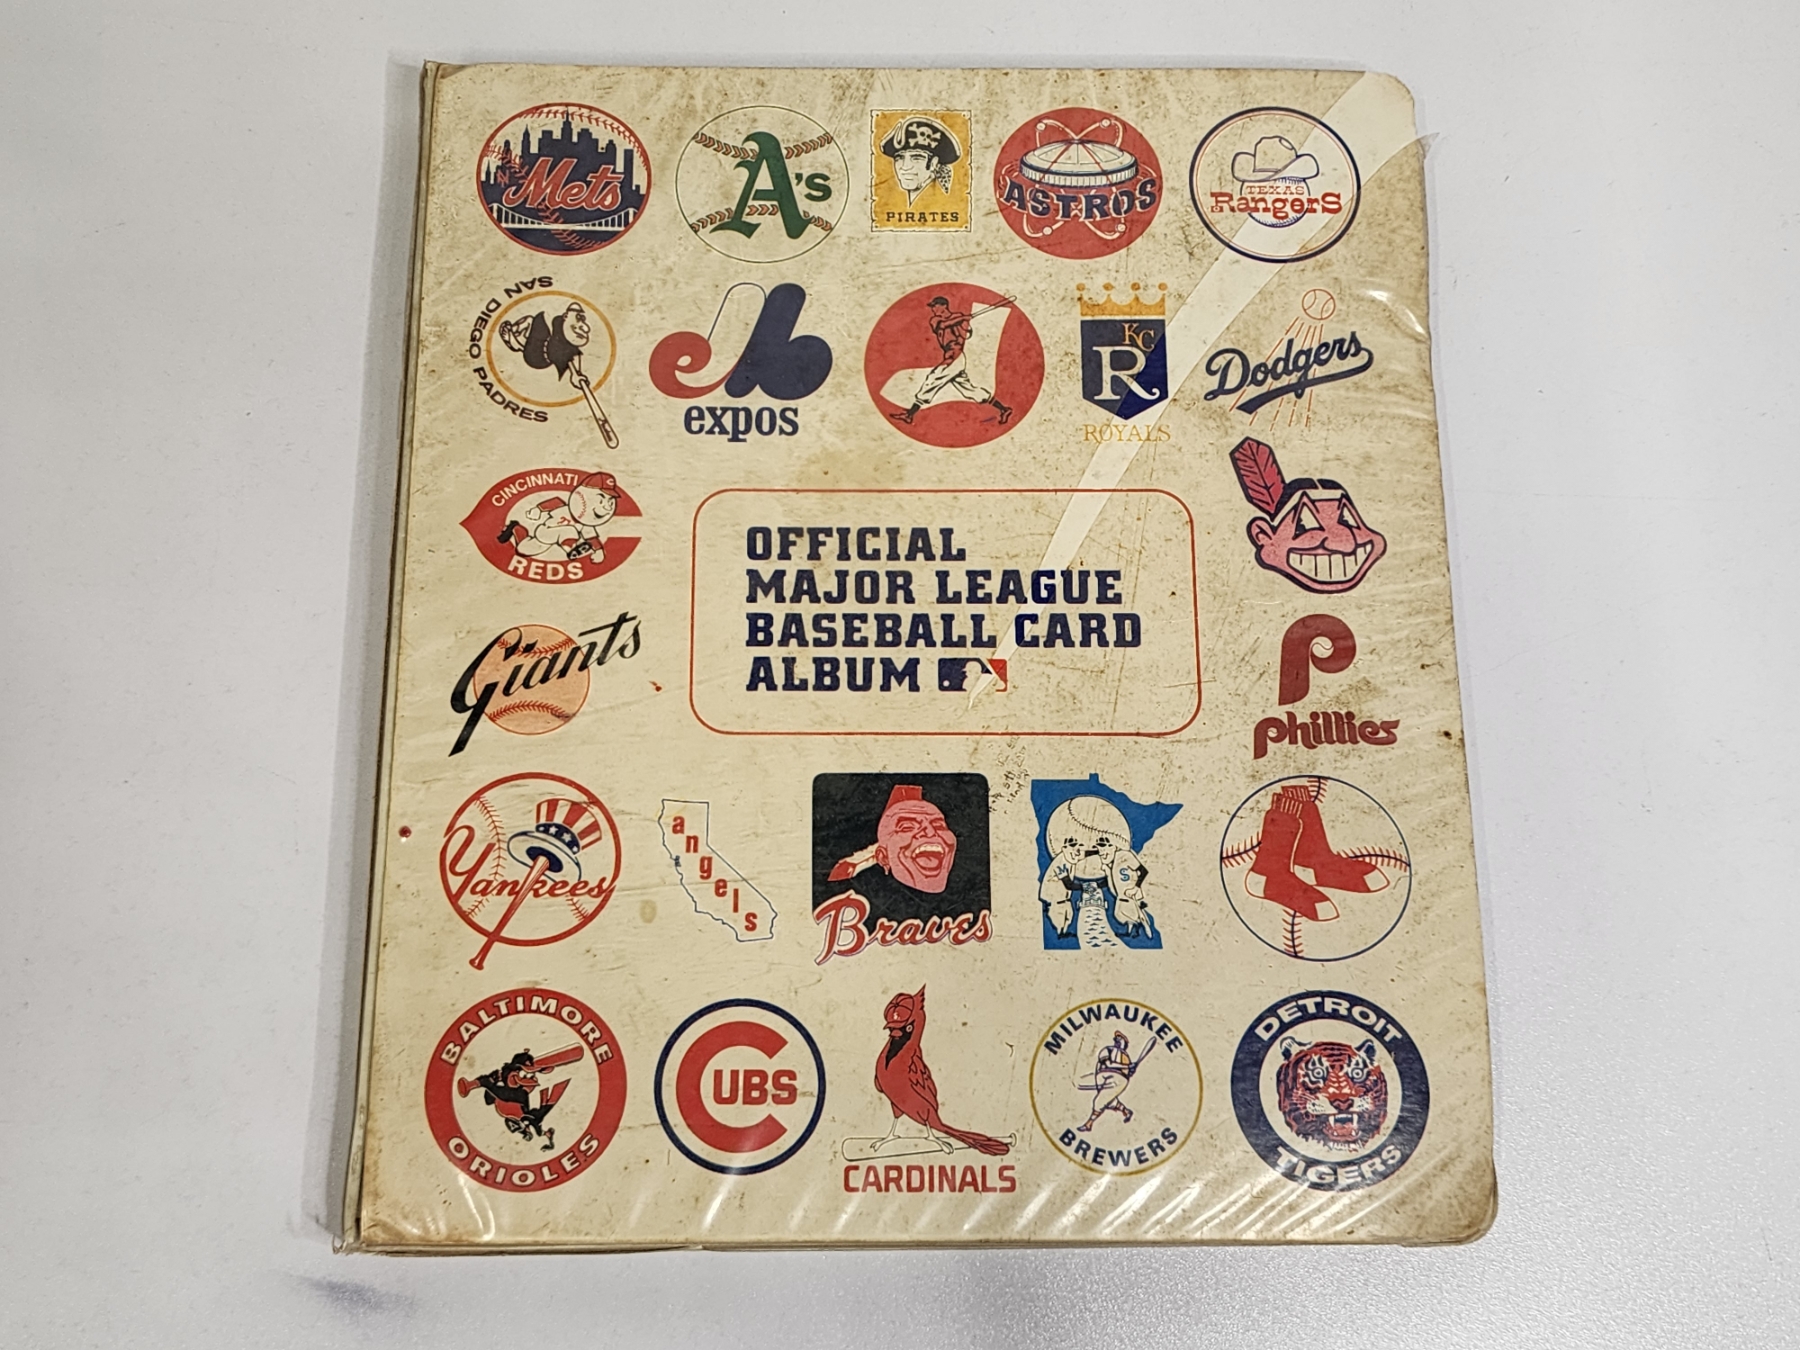 Mets
A's
PIRATES
ASTROS
TEXAS
RangerS
SAN DIEGO PADRES
expos
KC
R
ROYALS
Dodgers
CINCINNATI
REDS
OFFICIAL
MAJOR LEAGUE
BASEBALL CARD
ALBUM
Giants
P
phillies
Yankees
angels
Braves
M S
BALTIMORE
ORIOLES
CUBS
CARDINALS
MILWAUKEE
BREWERS
DETROIT
TIGERS